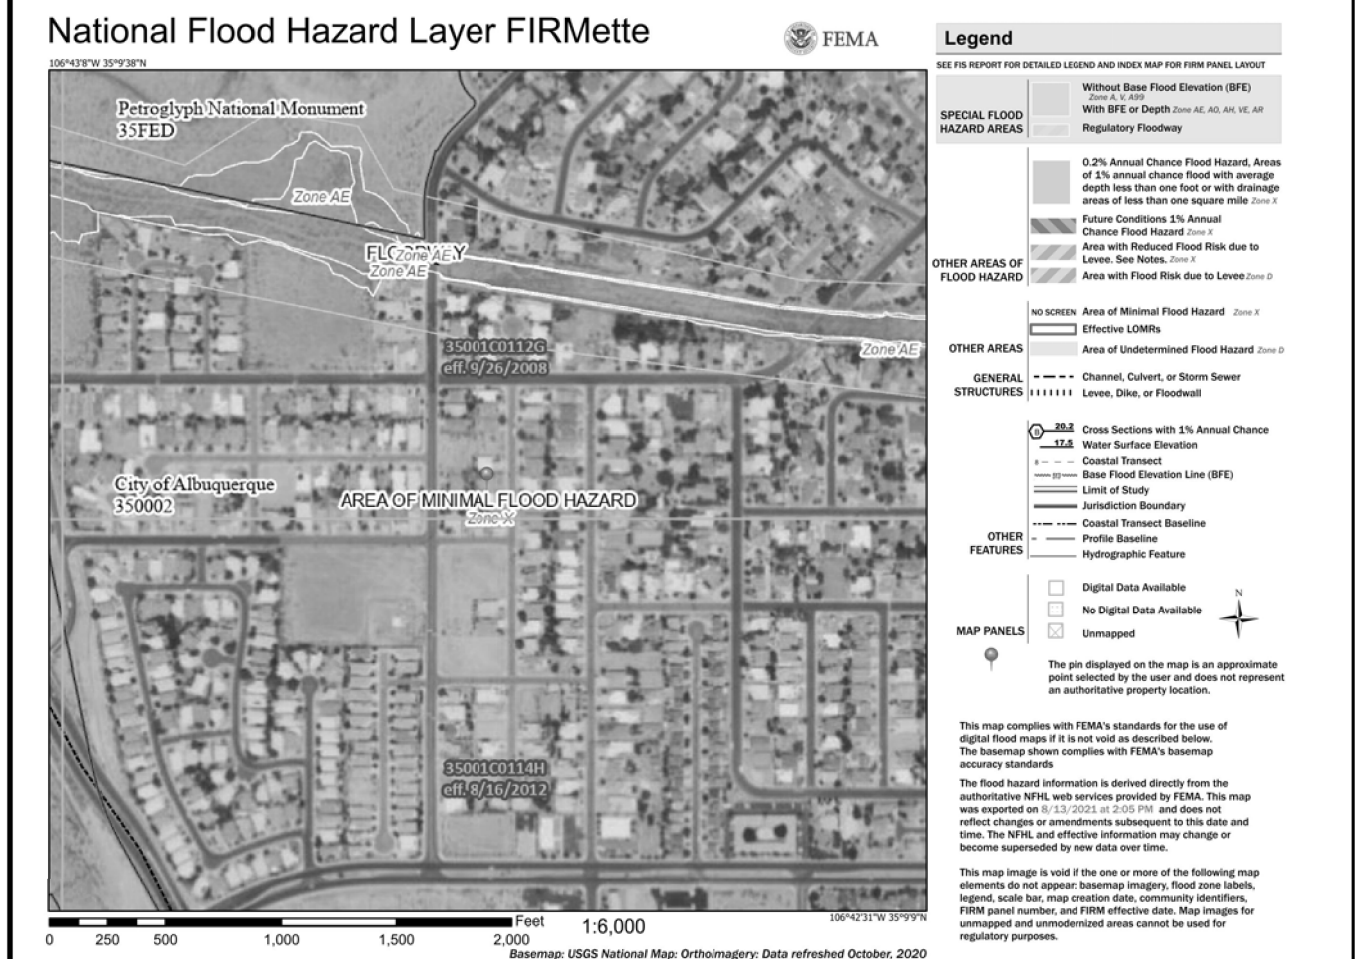 National Flood Hazard Layer FIRMette
FEMA
106°43'8"W 35°9'38"N
Petroglyph National Monument
35FED
Zone AE
FLOODWAY
Zone AE
Zone AE
Zone AE
35001C0112G
eff. 9/26/2008
City of Albuquerque
350002
AREA OF MINIMAL FLOOD HAZARD
Zone X
35001C0114H
eff. 8/16/2012
106°42'31"W 35°9'9"N
Feet
1:6,000
0
250
500
1,000
1,500
2,000
Basemap: USGS National Map: Orthoimagery: Data refreshed October, 2020
Legend
SEE FIS REPORT FOR DETAILED LEGEND AND INDEX MAP FOR FIRM PANEL LAYOUT
SPECIAL FLOOD
HAZARD AREAS
Without Base Flood Elevation (BFE)
Zone A, V, A99
With BFE or Depth Zone AE, AO, AH, VE, AR
Regulatory Floodway
OTHER AREAS OF
FLOOD HAZARD
0.2% Annual Chance Flood Hazard, Areas
of 1% annual chance flood with average
depth less than one foot or with drainage
areas of less than one square mile Zone X
Future Conditions 1% Annual
Chance Flood Hazard Zone X
Area with Reduced Flood Risk due to
Levee. See Notes. Zone X
Area with Flood Risk due to Levee Zone D
OTHER AREAS
NO SCREEN Area of Minimal Flood Hazard Zone X
Effective LOMRs
Area of Undetermined Flood Hazard Zone D
GENERAL
STRUCTURES
Channel, Culvert, or Storm Sewer
Levee, Dike, or Floodwall
OTHER
FEATURES
B 20.2 Cross Sections with 1% Annual Chance
17.5 Water Surface Elevation
8 Coastal Transect
513 Base Flood Elevation Line (BFE)
Limit of Study
Jurisdiction Boundary
Coastal Transect Baseline
Profile Baseline
Hydrographic Feature
MAP PANELS
Digital Data Available
No Digital Data Available
Unmapped
N
The pin displayed on the map is an approximate
point selected by the user and does not represent
an authoritative property location.
This map complies with FEMA's standards for the use of
digital flood maps if it is not void as described below.
The basemap shown complies with FEMA's basemap
accuracy standards
The flood hazard information is derived directly from the
authoritative NFHL web services provided by FEMA. This map
was exported on 8/13/2021 at 2:05 PM and does not
reflect changes or amendments subsequent to this date and
time. The NFHL and effective information may change or
become superseded by new data over time.
This map image is void if the one or more of the following map
elements do not appear: basemap imagery, flood zone labels,
legend, scale bar, map creation date, community identifiers,
FIRM panel number, and FIRM effective date. Map images for
unmapped and unmodernized areas cannot be used for
regulatory purposes.